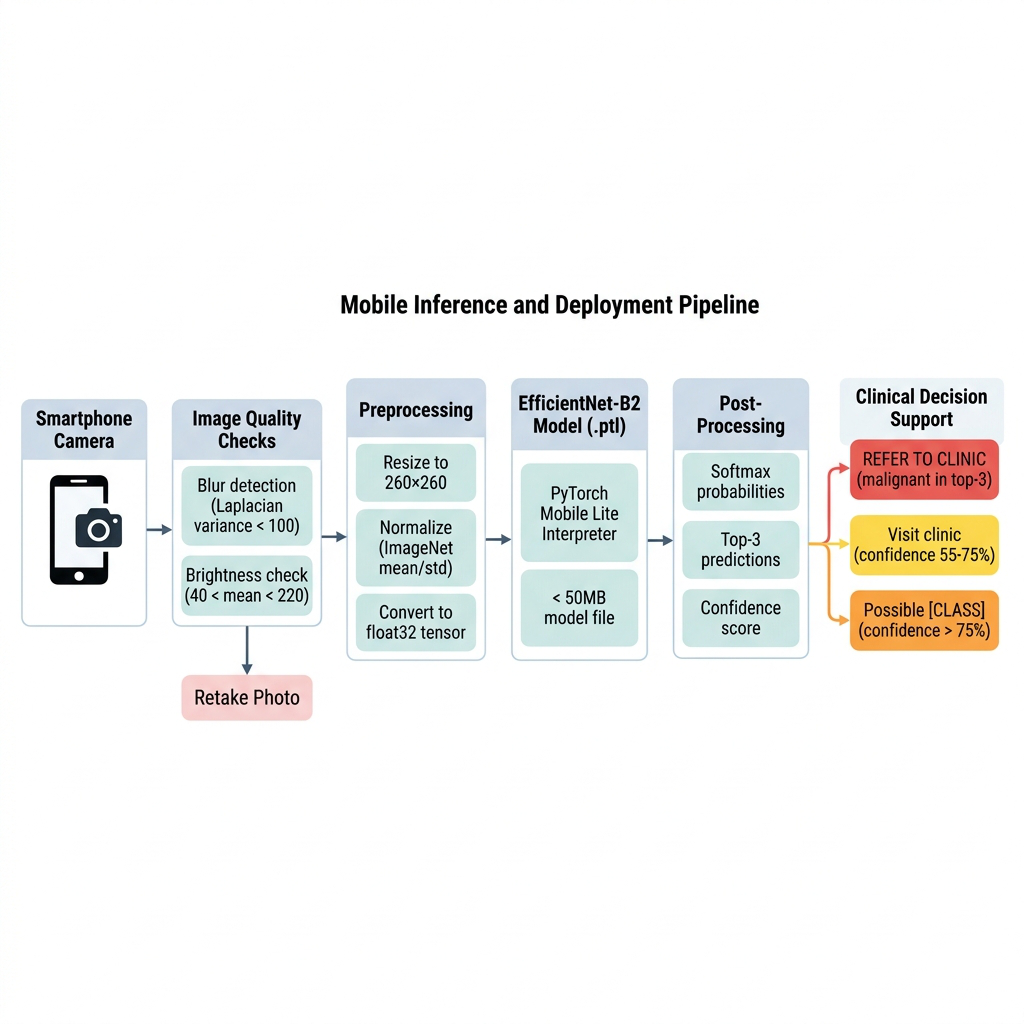 Mobile Inference and Deployment Pipeline
Smartphone
Camera
Image Quality
Checks
Blur detection
(Laplacian
variance < 100)
Brightness check
(40 < mean < 220)
Retake Photo
Preprocessing
Resize to
260×260
Normalize
(ImageNet
mean/std)
Convert to
float32 tensor
EfficientNet-B2
Model (.ptl)
PyTorch
Mobile Lite
Interpreter
< 50MB
model file
Post-
Processing
Softmax
probabilities
Top-3
predictions
Confidence
score
Clinical Decision
Support
REFER TO CLINIC
(malignant in top-3)
Visit clinic
(confidence 55-75%)
Possible [CLASS]
(confidence > 75%)